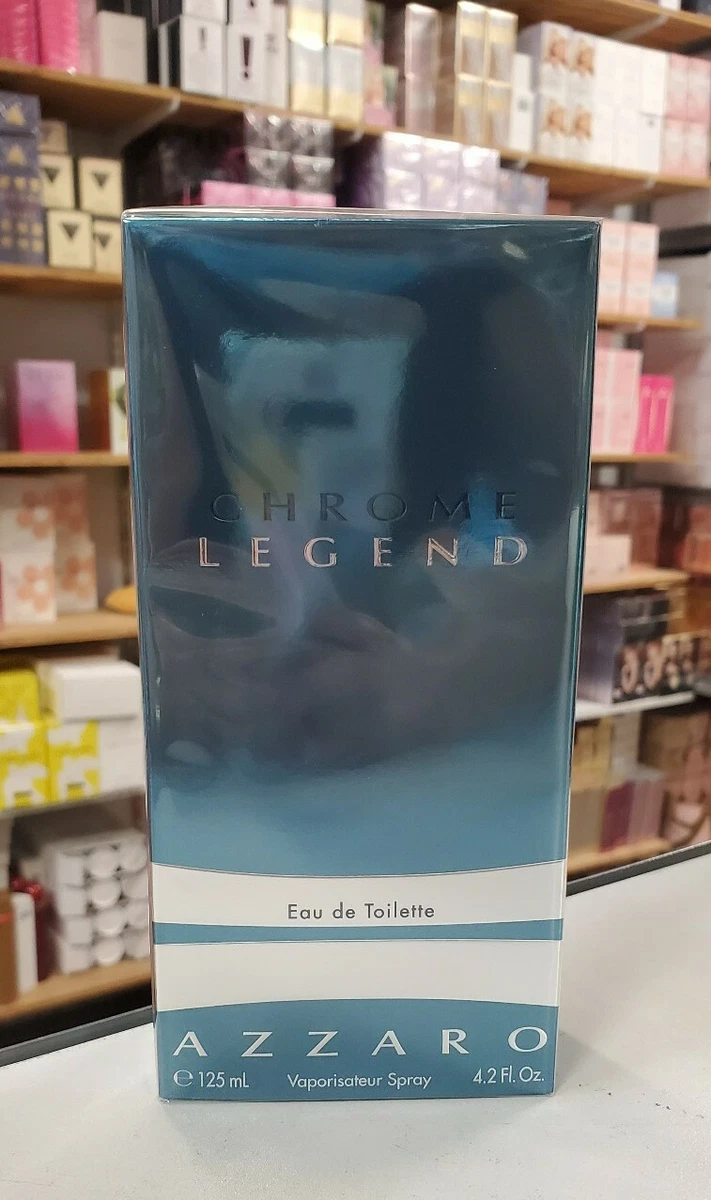 CHROME
LEGEND
Eau de Toilette
AZZARO
℮ 125 mL Vaporisateur Spray 4.2 Fl. Oz.